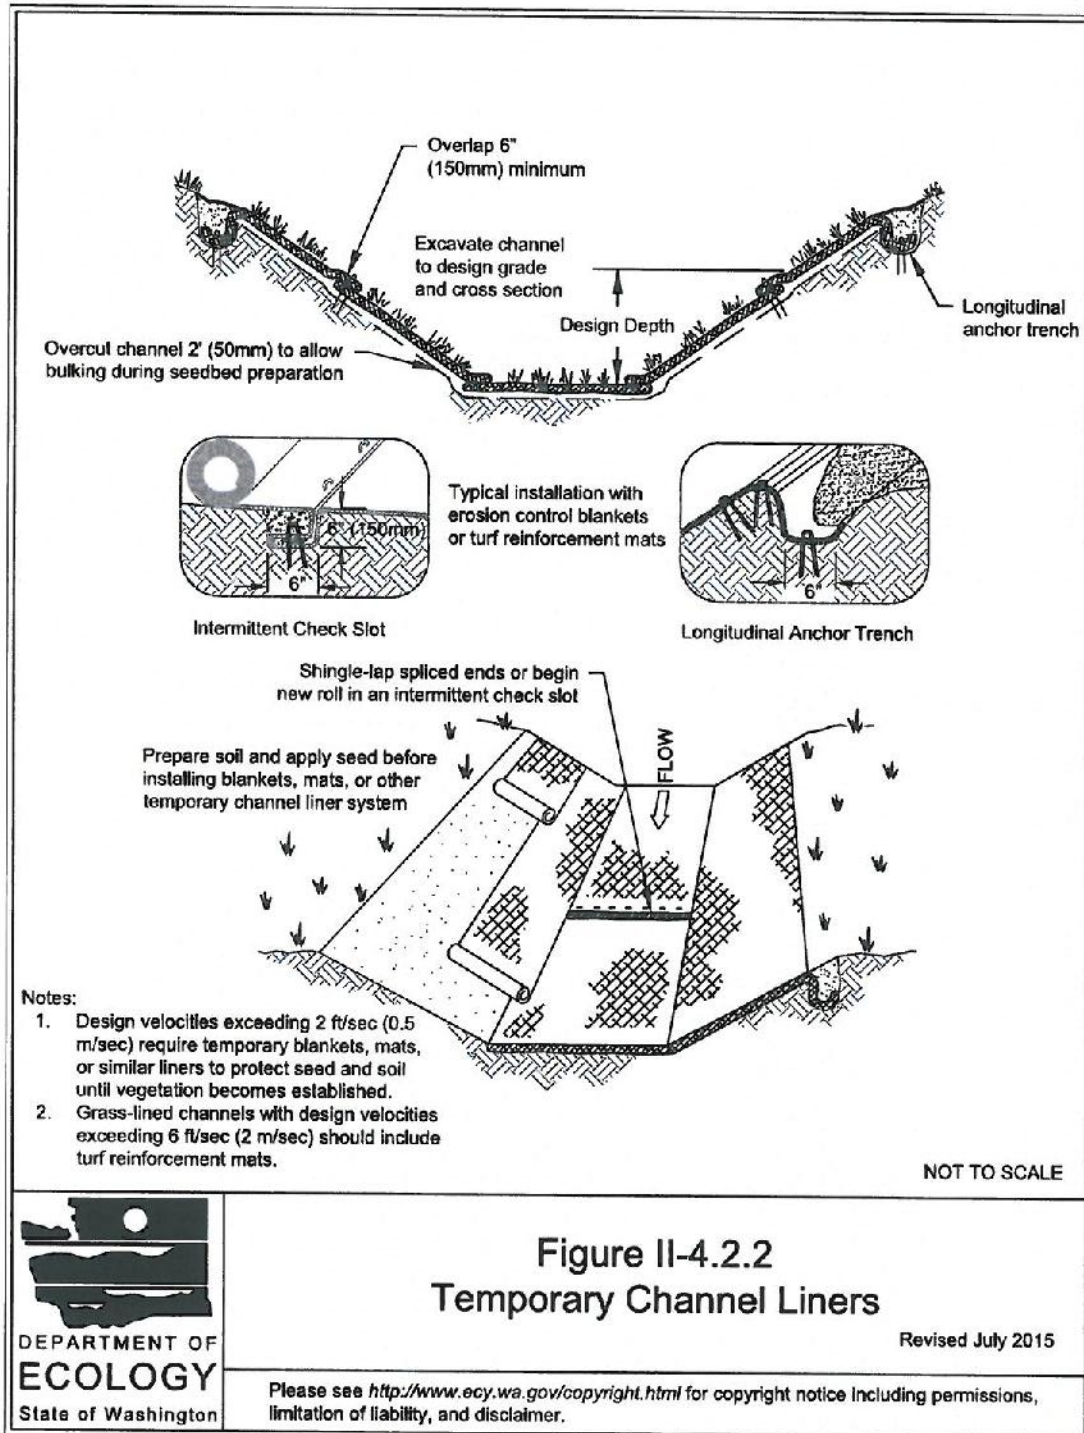 Overlap 6"
(150mm) minimum
Excavate channel
to design grade
and cross section
Design Depth
Longitudinal
anchor trench
Overcut channel 2' (50mm) to allow
bulking during seedbed preparation
6" (150mm)
6"
Intermittent Check Slot
Typical installation with
erosion control blankets
or turf reinforcement mats
6"
Longitudinal Anchor Trench
Shingle-lap spliced ends or begin
new roll in an intermittent check slot
Prepare soil and apply seed before
installing blankets, mats, or other
temporary channel liner system
FLOW
Notes:
1. Design velocities exceeding 2 ft/sec (0.5
m/sec) require temporary blankets, mats,
or similar liners to protect seed and soil
until vegetation becomes established.
2. Grass-lined channels with design velocities
exceeding 6 ft/sec (2 m/sec) should include
turf reinforcement mats.
NOT TO SCALE
DEPARTMENT OF
ECOLOGY
State of Washington
Figure II-4.2.2
Temporary Channel Liners
Revised July 2015
Please see http://www.ecy.wa.gov/copyright.html for copyright notice including permissions,
limitation of liability, and disclaimer.